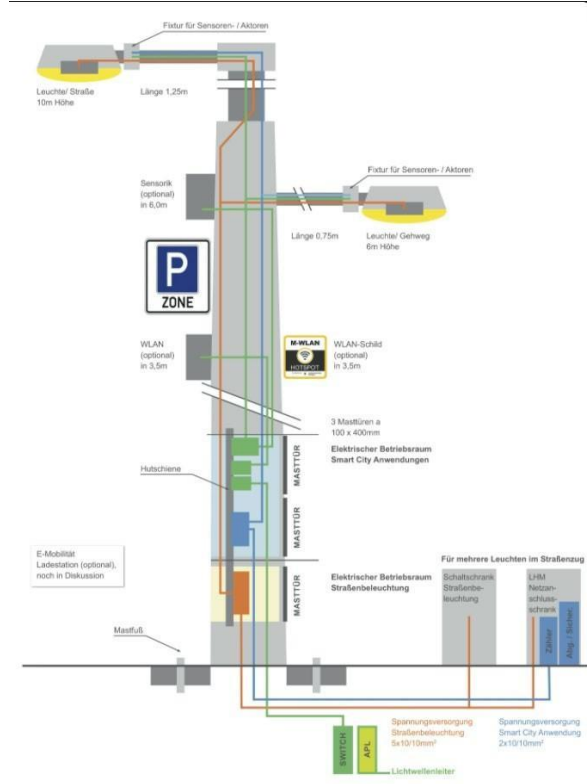 Fixtur für Sensoren- / Aktoren
Leuchte/ Straße
10m Höhe
Länge 1,25m
Fixtur für Sensoren- / Aktoren
Sensorik
(optional)
in 6,0m
Länge 0,75m
Leuchte/ Gehweg
6m Höhe
P
ZONE
WLAN
(optional)
in 3,5m
M-WLAN
HOTSPOT
WLAN-Schild
(optional)
in 3,5m
3 Masttüren a
100 x 400mm
Elektrischer Betriebsraum
Smart City Anwendungen
MASTTÜR
Hutschiene
MASTTÜR
E-Mobilität
Ladestation (optional),
noch in Diskussion
Elektrischer Betriebsraum
Straßenbeleuchtung
MASTTÜR
Für mehrere Leuchten im Straßenzug
Schaltschrank
Straßenbe-
leuchtung
LHM
Netzan-
schluss-
schrank
Zähler
Abg. / Sicher.
Mastfuß
Spannungsversorgung
Straßenbeleuchtung
5x10/10mm²
Spannungsversorgung
Smart City Anwendung
2x10/10mm²
SWITCH
APL
Lichtwellenleiter